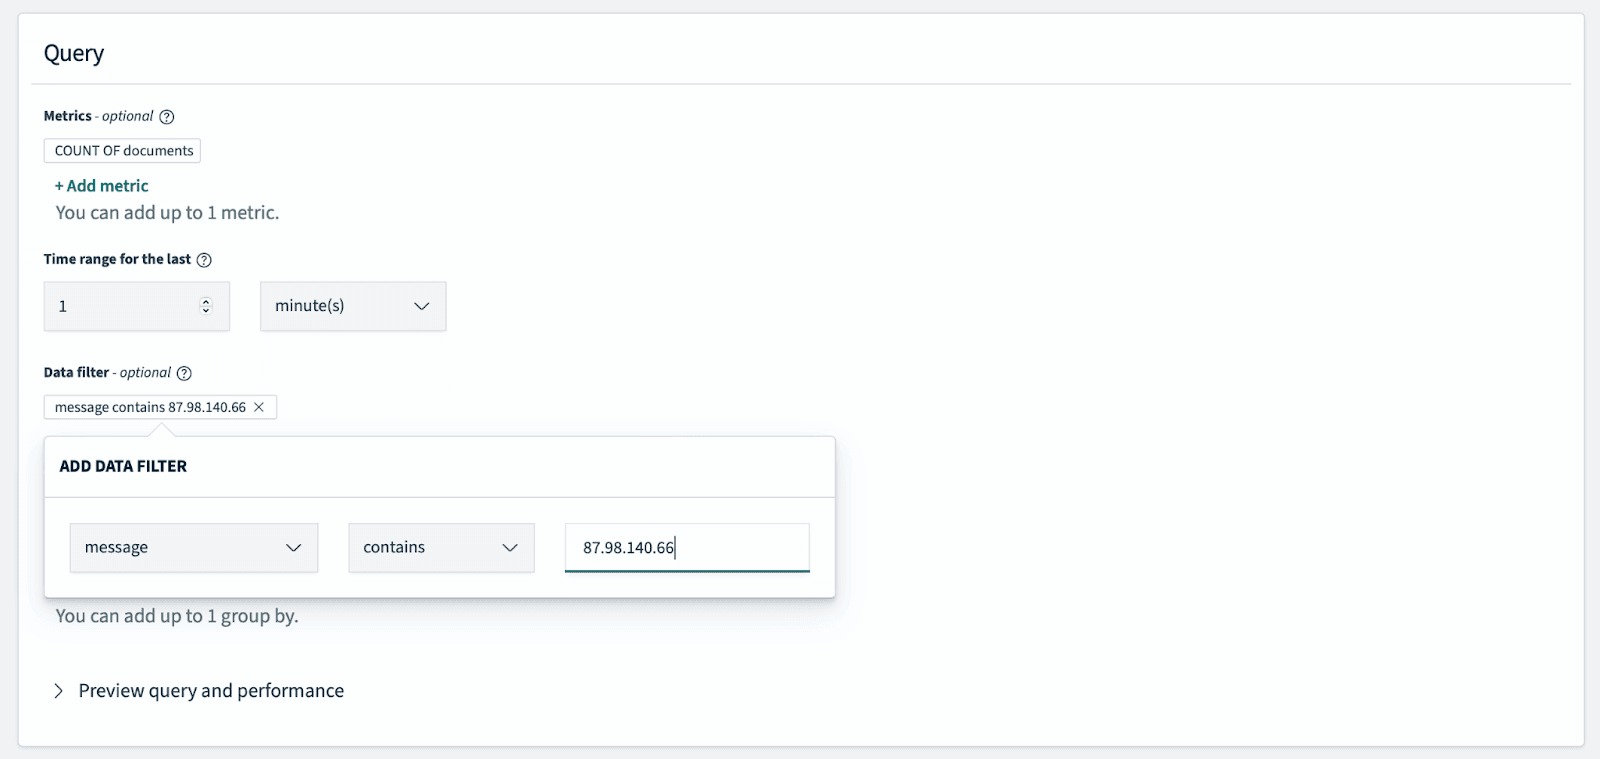 Query
Metrics - optional
COUNT OF documents
+ Add metric
You can add up to 1 metric.
Time range for the last
1 minute(s)
Data filter - optional
message contains 87.98.140.66
ADD DATA FILTER
message contains 87.98.140.66
You can add up to 1 group by.
Preview query and performance